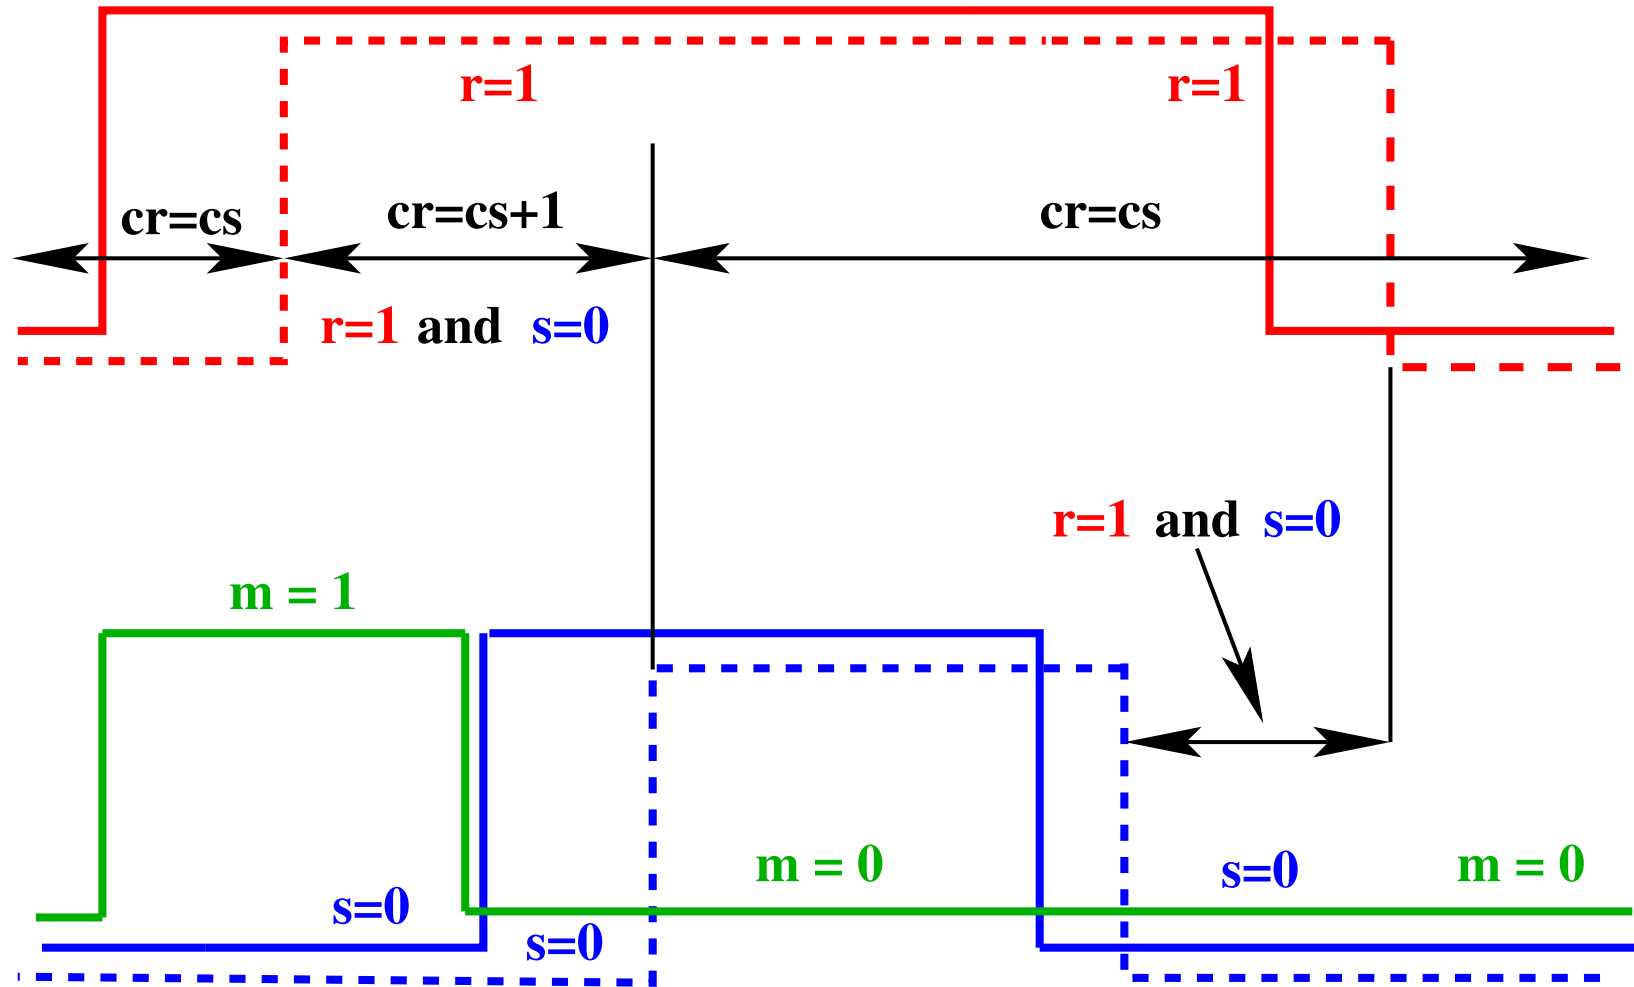 r=1 r=1
cr=cs cr=cs+1 cr=cs
r=1 and s=0
r=1 and s=0
m = 1
m = 0 s=0 m = 0
s=0
s=0